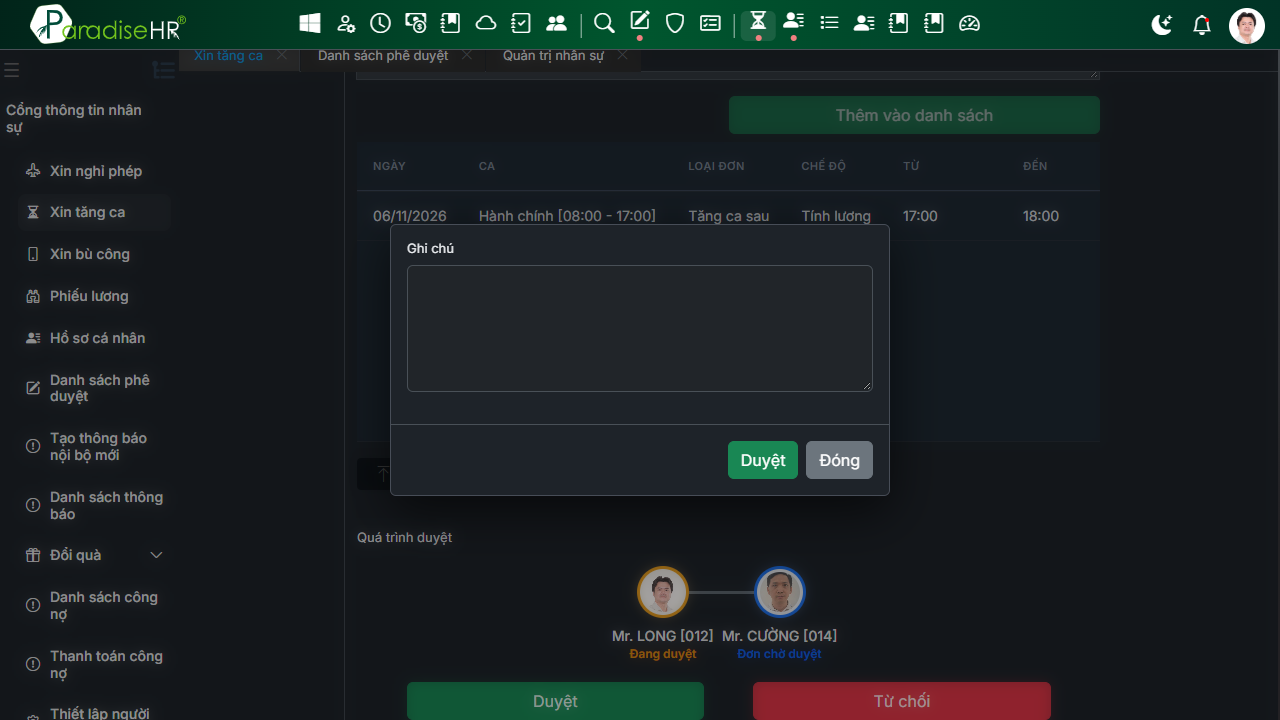 ParadiseHR®
Xin tăng ca
Danh sách phê duyệt
Quản trị nhân sự
Cổng thông tin nhân
sự
Xin nghỉ phép
Xin tăng ca
Xin bù công
Phiếu lương
Hồ sơ cá nhân
Danh sách phê
duyệt
Tạo thông báo
nội bộ mới
Danh sách thông
báo
Đổi quà
Danh sách công
nợ
Thanh toán công
nợ
Thiết lập người
Thêm vào danh sách
NGÀY CA LOẠI ĐƠN CHẾ ĐỘ TỪ ĐẾN
06/11/2026 Hành chính [08:00 - 17:00] Tăng ca sau Tính lương 17:00 18:00
Ghi chú
Duyệt Đóng
Quá trình duyệt
Mr. LONG [012] Mr. CƯỜNG [014]
Đang duyệt Đơn chờ duyệt
Duyệt Từ chối